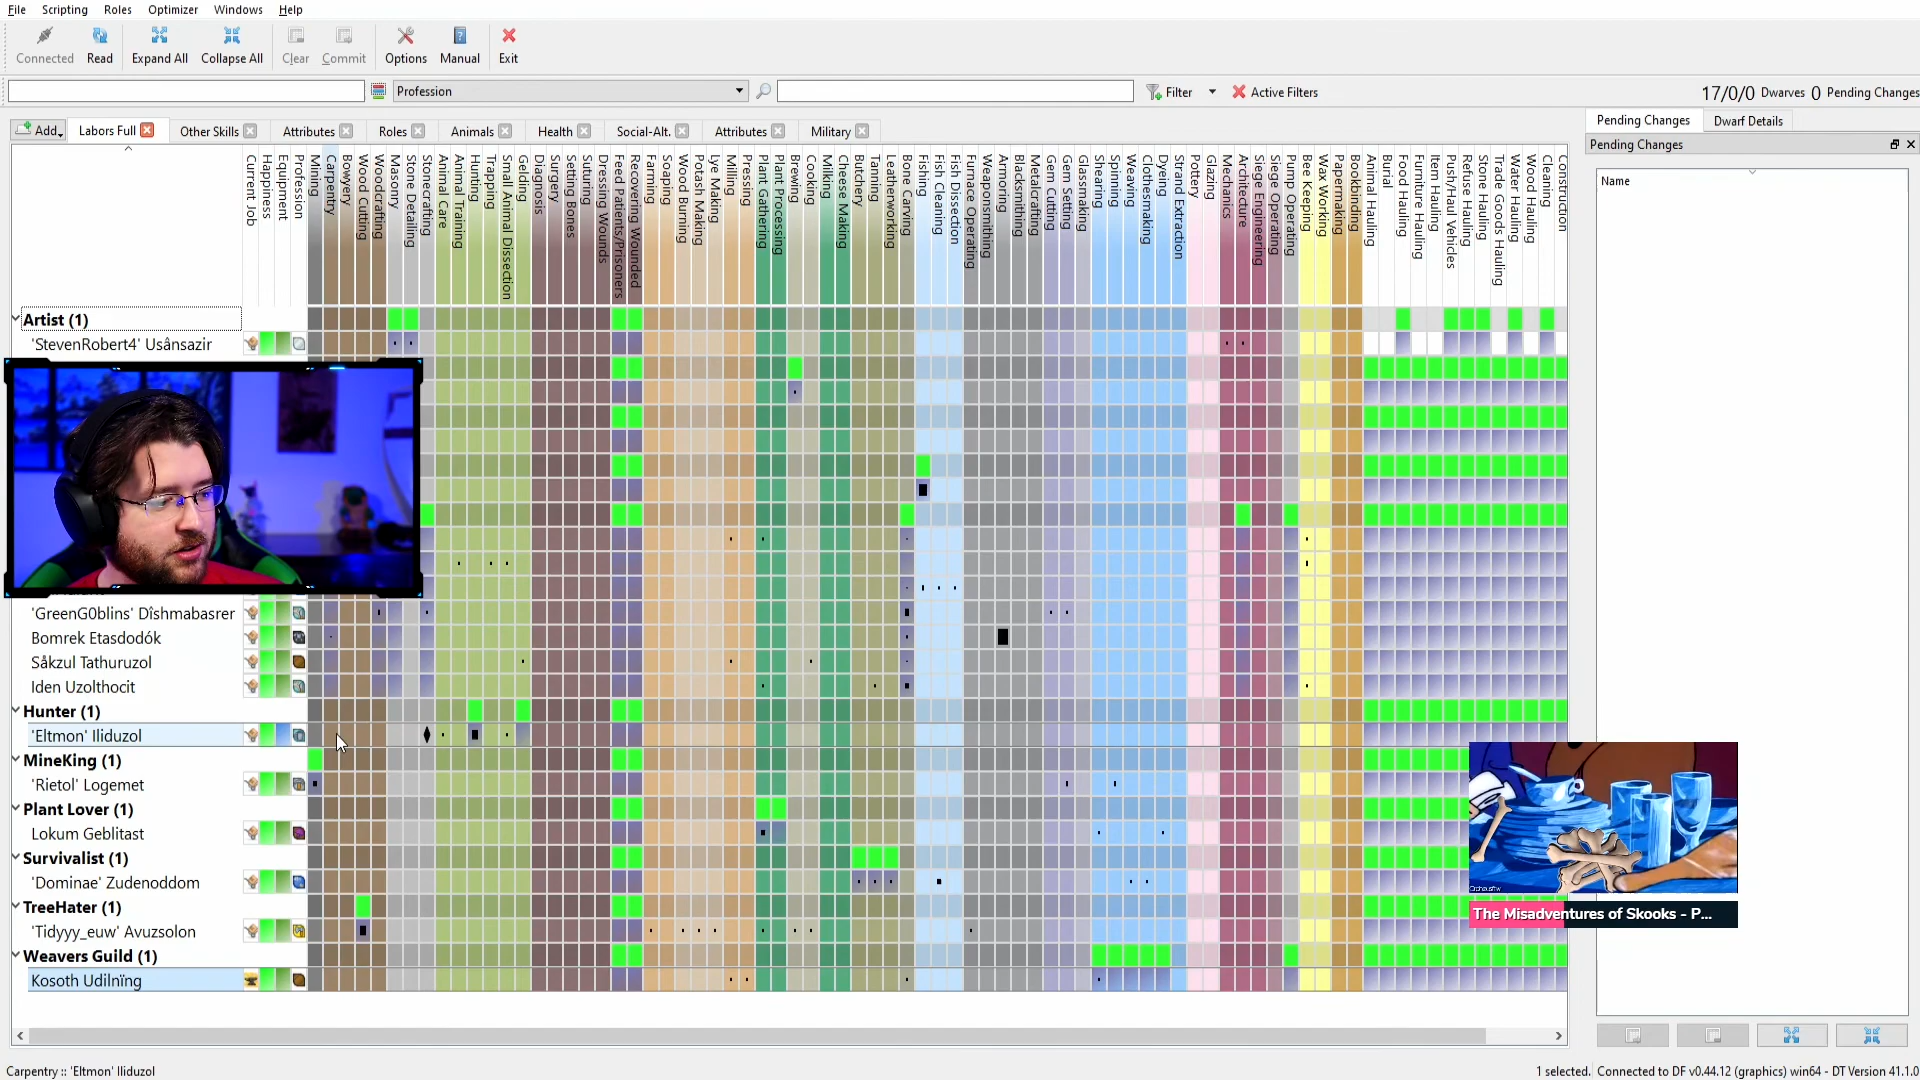 File Scripting Roles Optimizer Windows Help
Connected Read Expand All Collapse All Clear Commit Options Manual Exit
Profession Filter Active Filters 17/0/0 Dwarves 0 Pending Changes
Add Labors Full Other Skills Attributes Roles Animals Health Social-Alt. Attributes Military
Pending Changes Dwarf Details
Pending Changes
Name
Current Job
Happiness
Equipment
Profession
Mining
Carpentry
Bowyery
Wood Cutting
Woodcrafting
Masonry
Stone Detailing
Stonecrafting
Animal Care
Animal Training
Hunting
Trapping
Small Animal Dissection
Gelding
Diagnosis
Surgery
Setting Bones
Suturing
Dressing Wounds
Feed Patients/Prisoners
Recovering Wounded
Farming
Soaping
Wood Burning
Potash Making
Lye Making
Milling
Pressing
Plant Gathering
Plant Processing
Brewing
Cooking
Milking
Cheese Making
Butchery
Tanning
Leatherworking
Bone Carving
Fishing
Fish Cleaning
Fish Dissection
Furnace Operating
Weaponsmithing
Armoring
Blacksmithing
Metalcrafting
Gem Cutting
Gem Setting
Glassmaking
Shearing
Spinning
Weaving
Clothesmaking
Dyeing
Strand Extraction
Pottery
Glazing
Mechanics
Architecture
Siege Engineering
Siege Operating
Pump Operating
Bee Keeping
Wax Working
Papermaking
Bookbinding
Animal Hauling
Burial
Food Hauling
Furniture Hauling
Item Hauling
Push/Haul Vehicles
Refuse Hauling
Stone Hauling
Trade Goods Hauling
Water Hauling
Wood Hauling
Cleaning
Construction
Artist (1)
'StevenRobert4' Usânsazir
'GreenG0blins' Dîshmabasrer
Bomrek Etasdodók
Såkzul Tathuruzol
Iden Uzolthocit
Hunter (1)
'Eltmon' Iliduzol
MineKing (1)
'Rietol' Logemet
Plant Lover (1)
Lokum Geblitast
Survivalist (1)
'Dominae' Zudenoddom
TreeHater (1)
'Tidyyy_euw' Avuzsolon
Weavers Guild (1)
Kosoth Udilnïng
The Misadventures of Skooks - P...
Carpentry :: 'Eltmon' Iliduzol
1 selected. Connected to DF v0.44.12 (graphics) win64 - DT Version 41.1.0